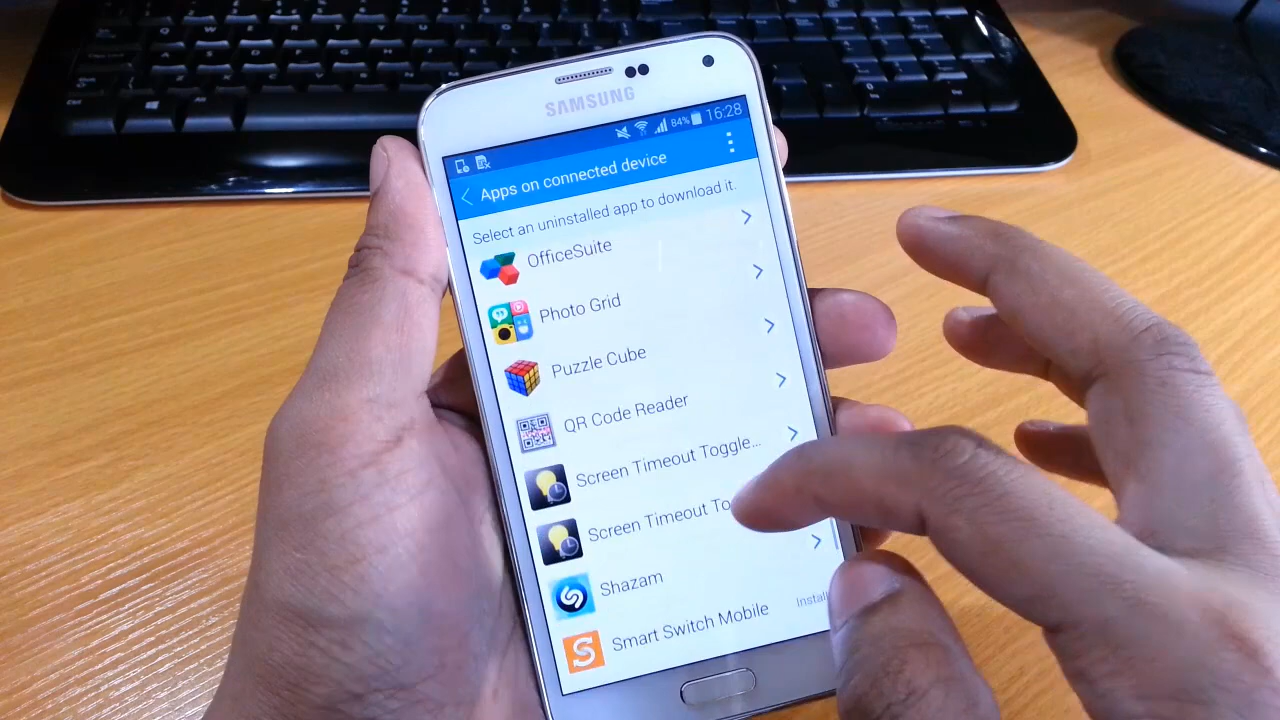 SAMSUNG
84% 16:28
Apps on connected device
Select an uninstalled app to download it.
OfficeSuite
Photo Grid
Puzzle Cube
QR Code Reader
Screen Timeout Toggle...
Screen Timeout To
Shazam
Smart Switch Mobile
Install